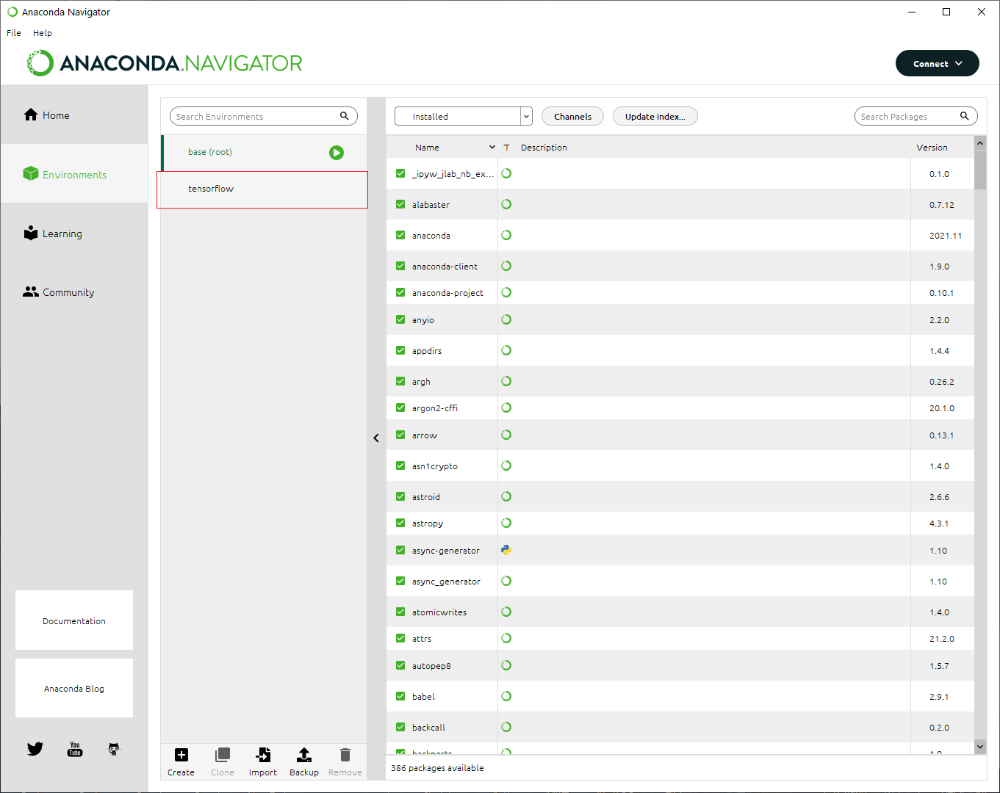 Anaconda Navigator
File Help
ANACONDA.NAVIGATOR
Connect
Home
Environments
Learning
Community
Documentation
Anaconda Blog
You Tube
Search Environments
base (root)
tensorflow
Create Clone Import Backup Remove
Installed Channels Update index... Search Packages
Name T Description Version
_ipyw_jlab_nb_ex... 0.1.0
alabaster 0.7.12
anaconda 2021.11
anaconda-client 1.9.0
anaconda-project 0.10.1
anyio 2.2.0
appdirs 1.4.4
argh 0.26.2
argon2-cffi 20.1.0
arrow 0.13.1
asn1crypto 1.4.0
astroid 2.6.6
astropy 4.3.1
async-generator 1.10
async_generator 1.10
atomicwrites 1.4.0
attrs 21.2.0
autopep8 1.5.7
babel 2.9.1
backcall 0.2.0
backports 1.0
386 packages available